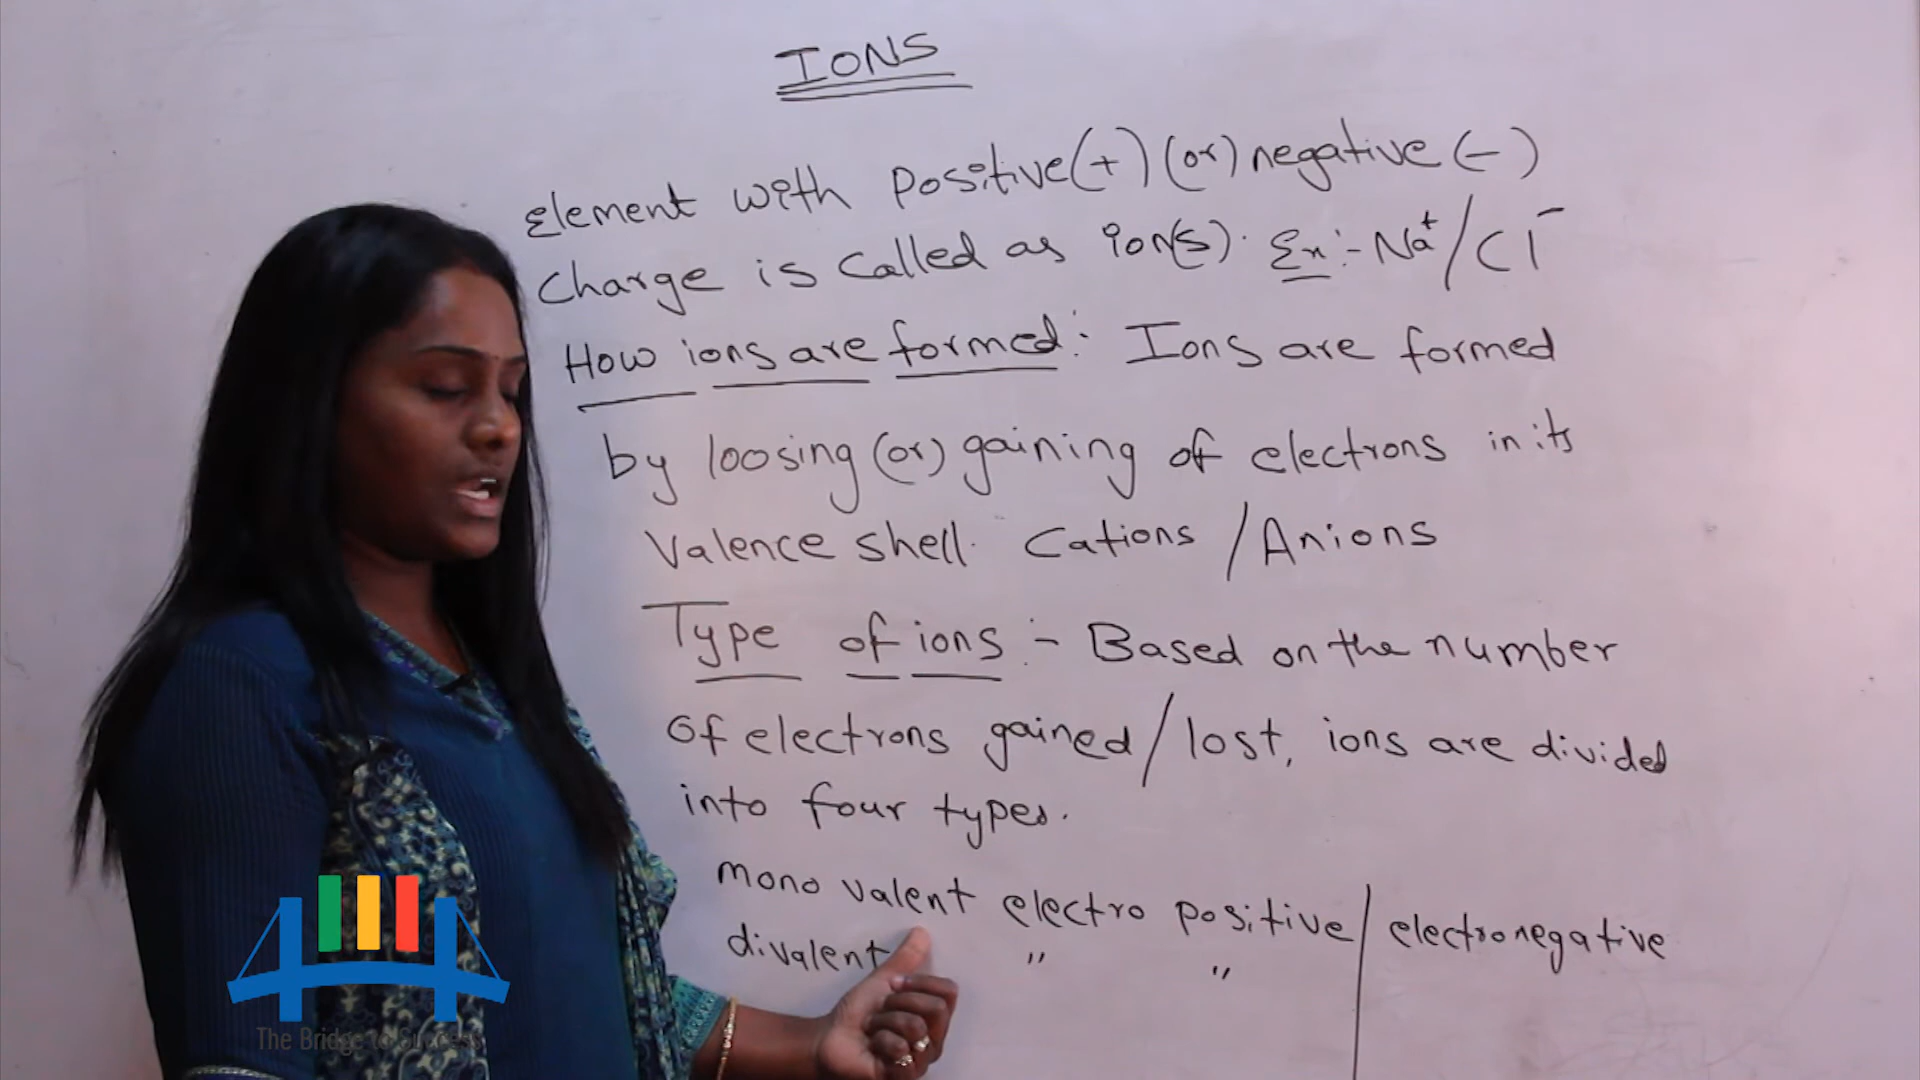 IONS
Element with positive(+) (or) negative (-)
charge is called as ion(s). Ex:- Na⁺/Cl⁻
How ions are formed: Ions are formed
by loosing (or) gaining of electrons in its
Valence shell. Cations / Anions
Type of ions :- Based on the number
of electrons gained / lost, ions are divided
into four types.
mono valent electro positive / electronegative
divalent " "
The Bridge to Success